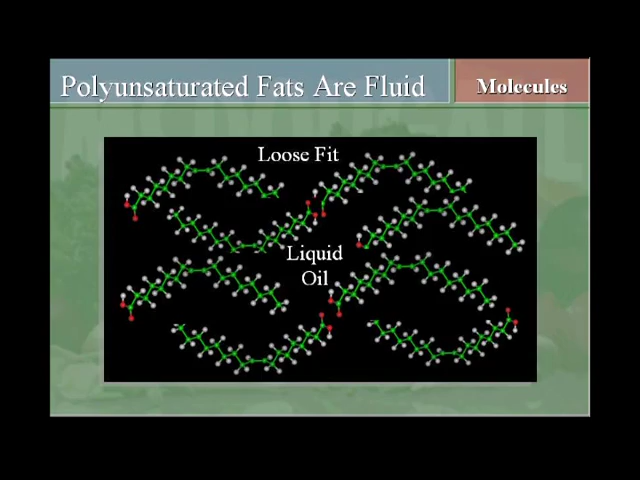 Polyunsaturated Fats Are Fluid
Molecules
Loose Fit
Liquid
Oil